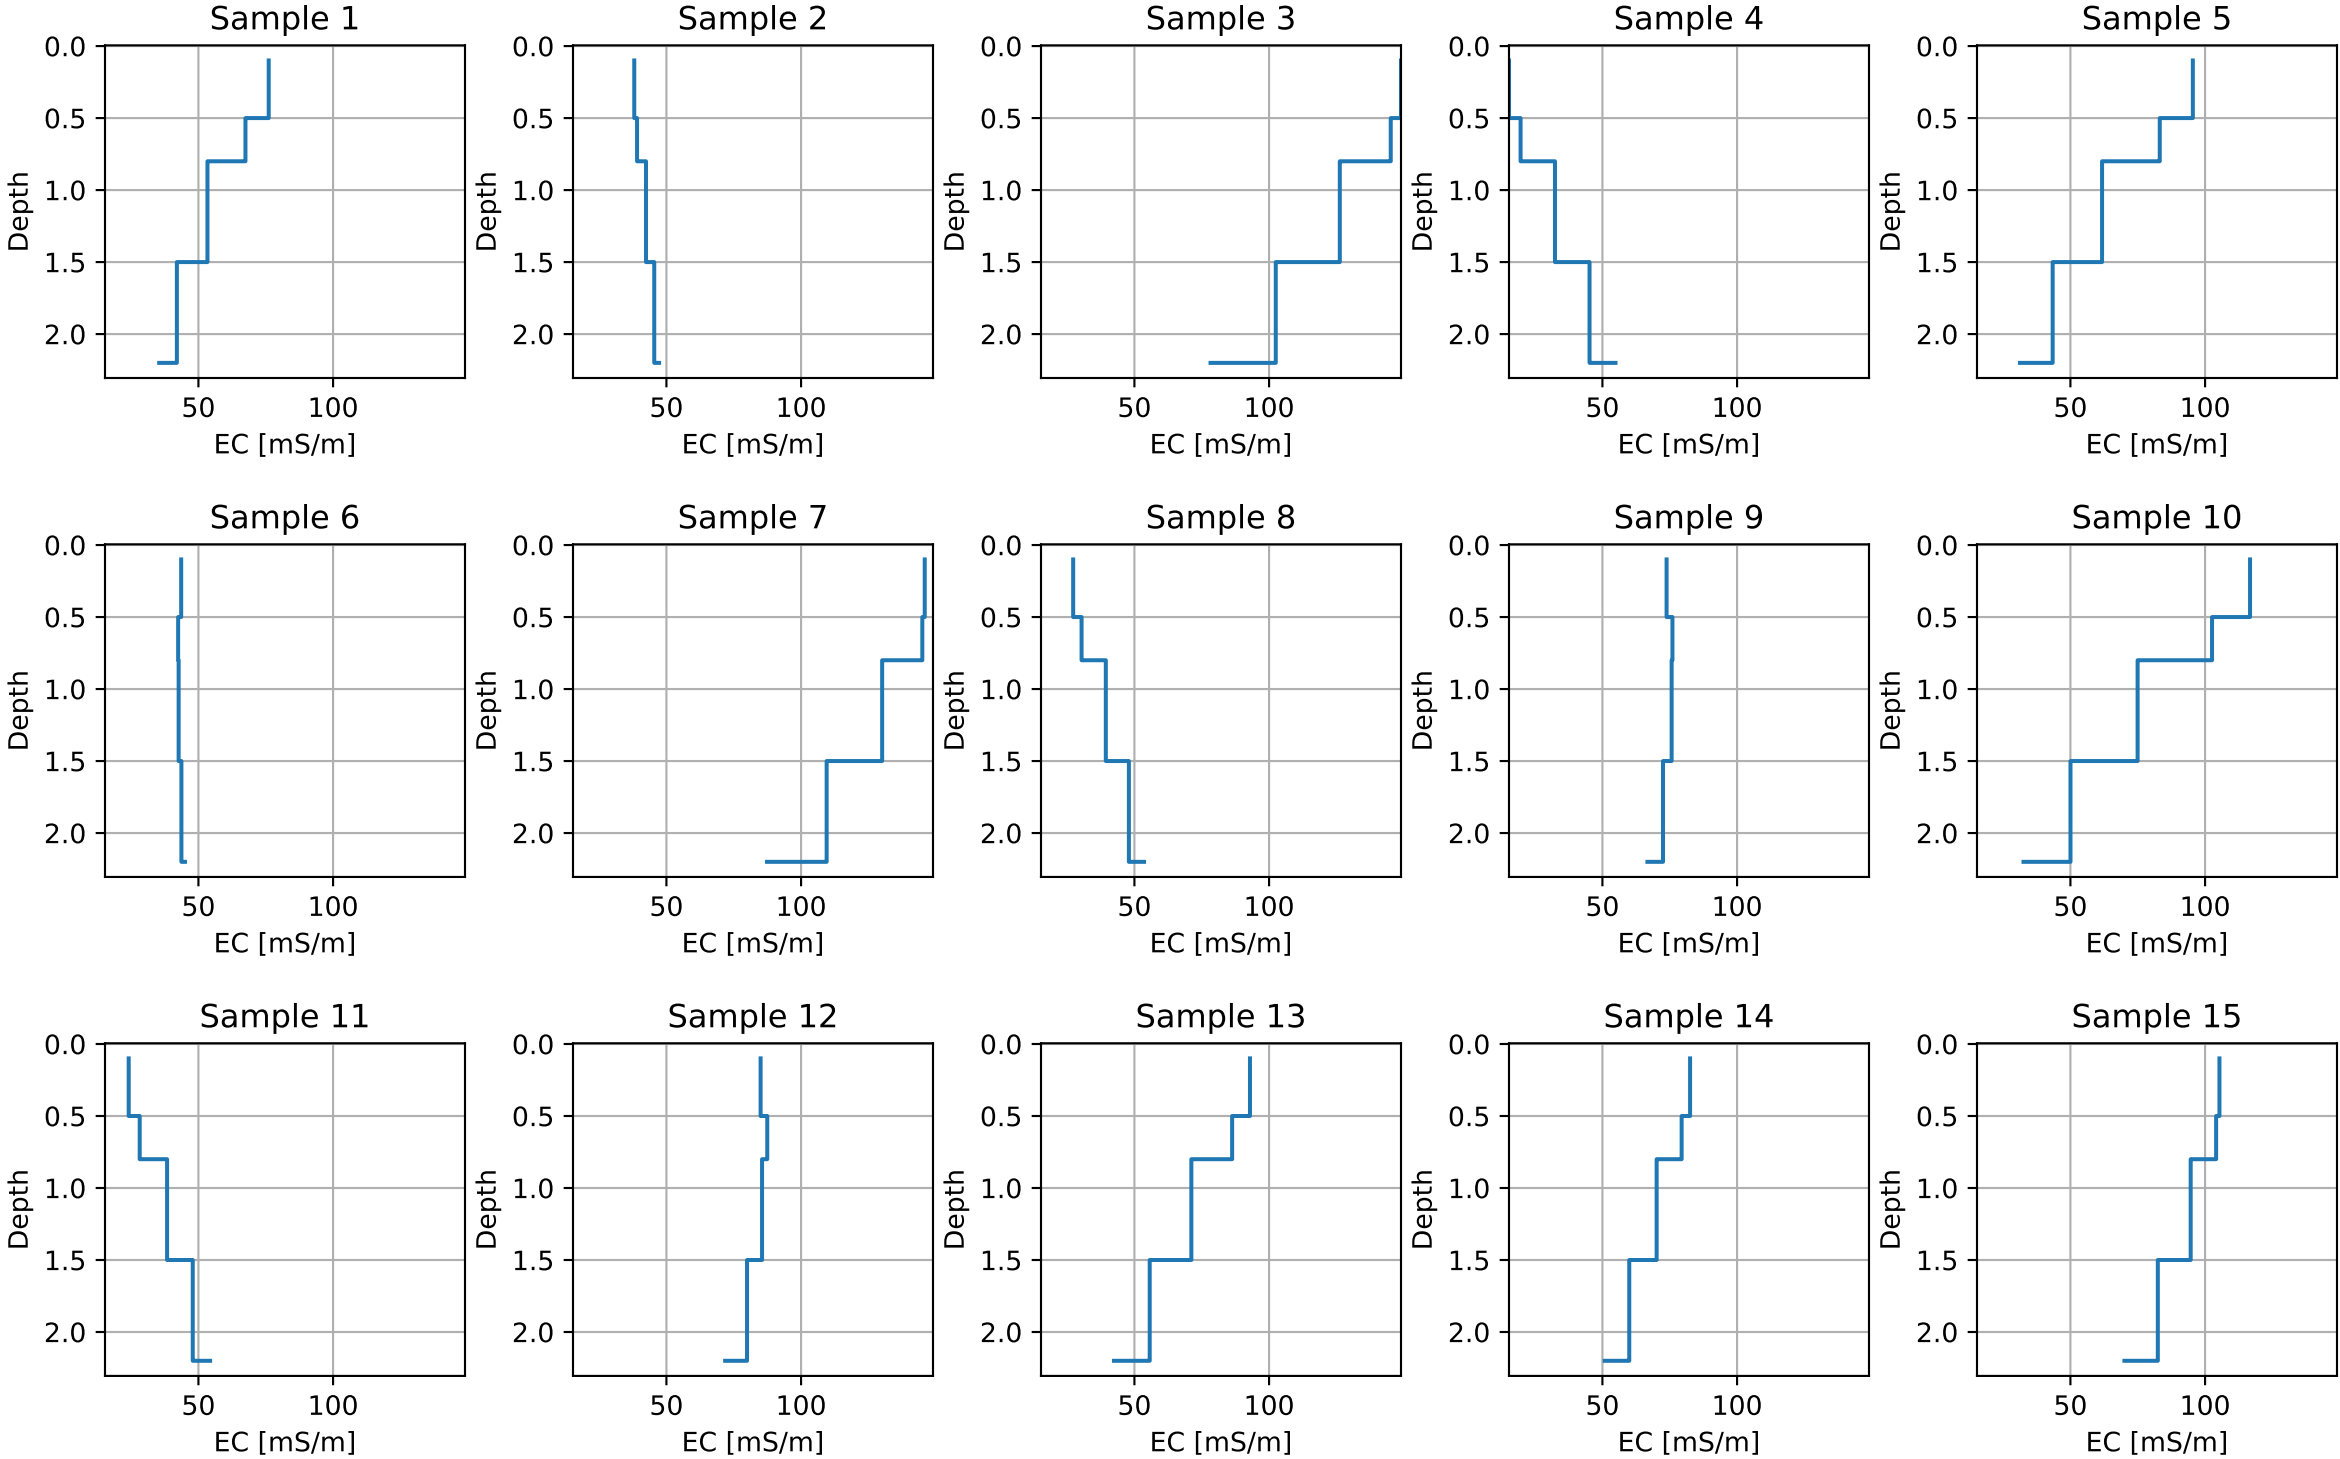 Sample 1
0.0
0.5
1.0
1.5
2.0
Depth
50 100
EC [mS/m]
Sample 2
0.0
0.5
1.0
1.5
2.0
Depth
50 100
EC [mS/m]
Sample 3
0.0
0.5
1.0
1.5
2.0
Depth
50 100
EC [mS/m]
Sample 4
0.0
0.5
1.0
1.5
2.0
Depth
50 100
EC [mS/m]
Sample 5
0.0
0.5
1.0
1.5
2.0
Depth
50 100
EC [mS/m]
Sample 6
0.0
0.5
1.0
1.5
2.0
Depth
50 100
EC [mS/m]
Sample 7
0.0
0.5
1.0
1.5
2.0
Depth
50 100
EC [mS/m]
Sample 8
0.0
0.5
1.0
1.5
2.0
Depth
50 100
EC [mS/m]
Sample 9
0.0
0.5
1.0
1.5
2.0
Depth
50 100
EC [mS/m]
Sample 10
0.0
0.5
1.0
1.5
2.0
Depth
50 100
EC [mS/m]
Sample 11
0.0
0.5
1.0
1.5
2.0
Depth
50 100
EC [mS/m]
Sample 12
0.0
0.5
1.0
1.5
2.0
Depth
50 100
EC [mS/m]
Sample 13
0.0
0.5
1.0
1.5
2.0
Depth
50 100
EC [mS/m]
Sample 14
0.0
0.5
1.0
1.5
2.0
Depth
50 100
EC [mS/m]
Sample 15
0.0
0.5
1.0
1.5
2.0
Depth
50 100
EC [mS/m]